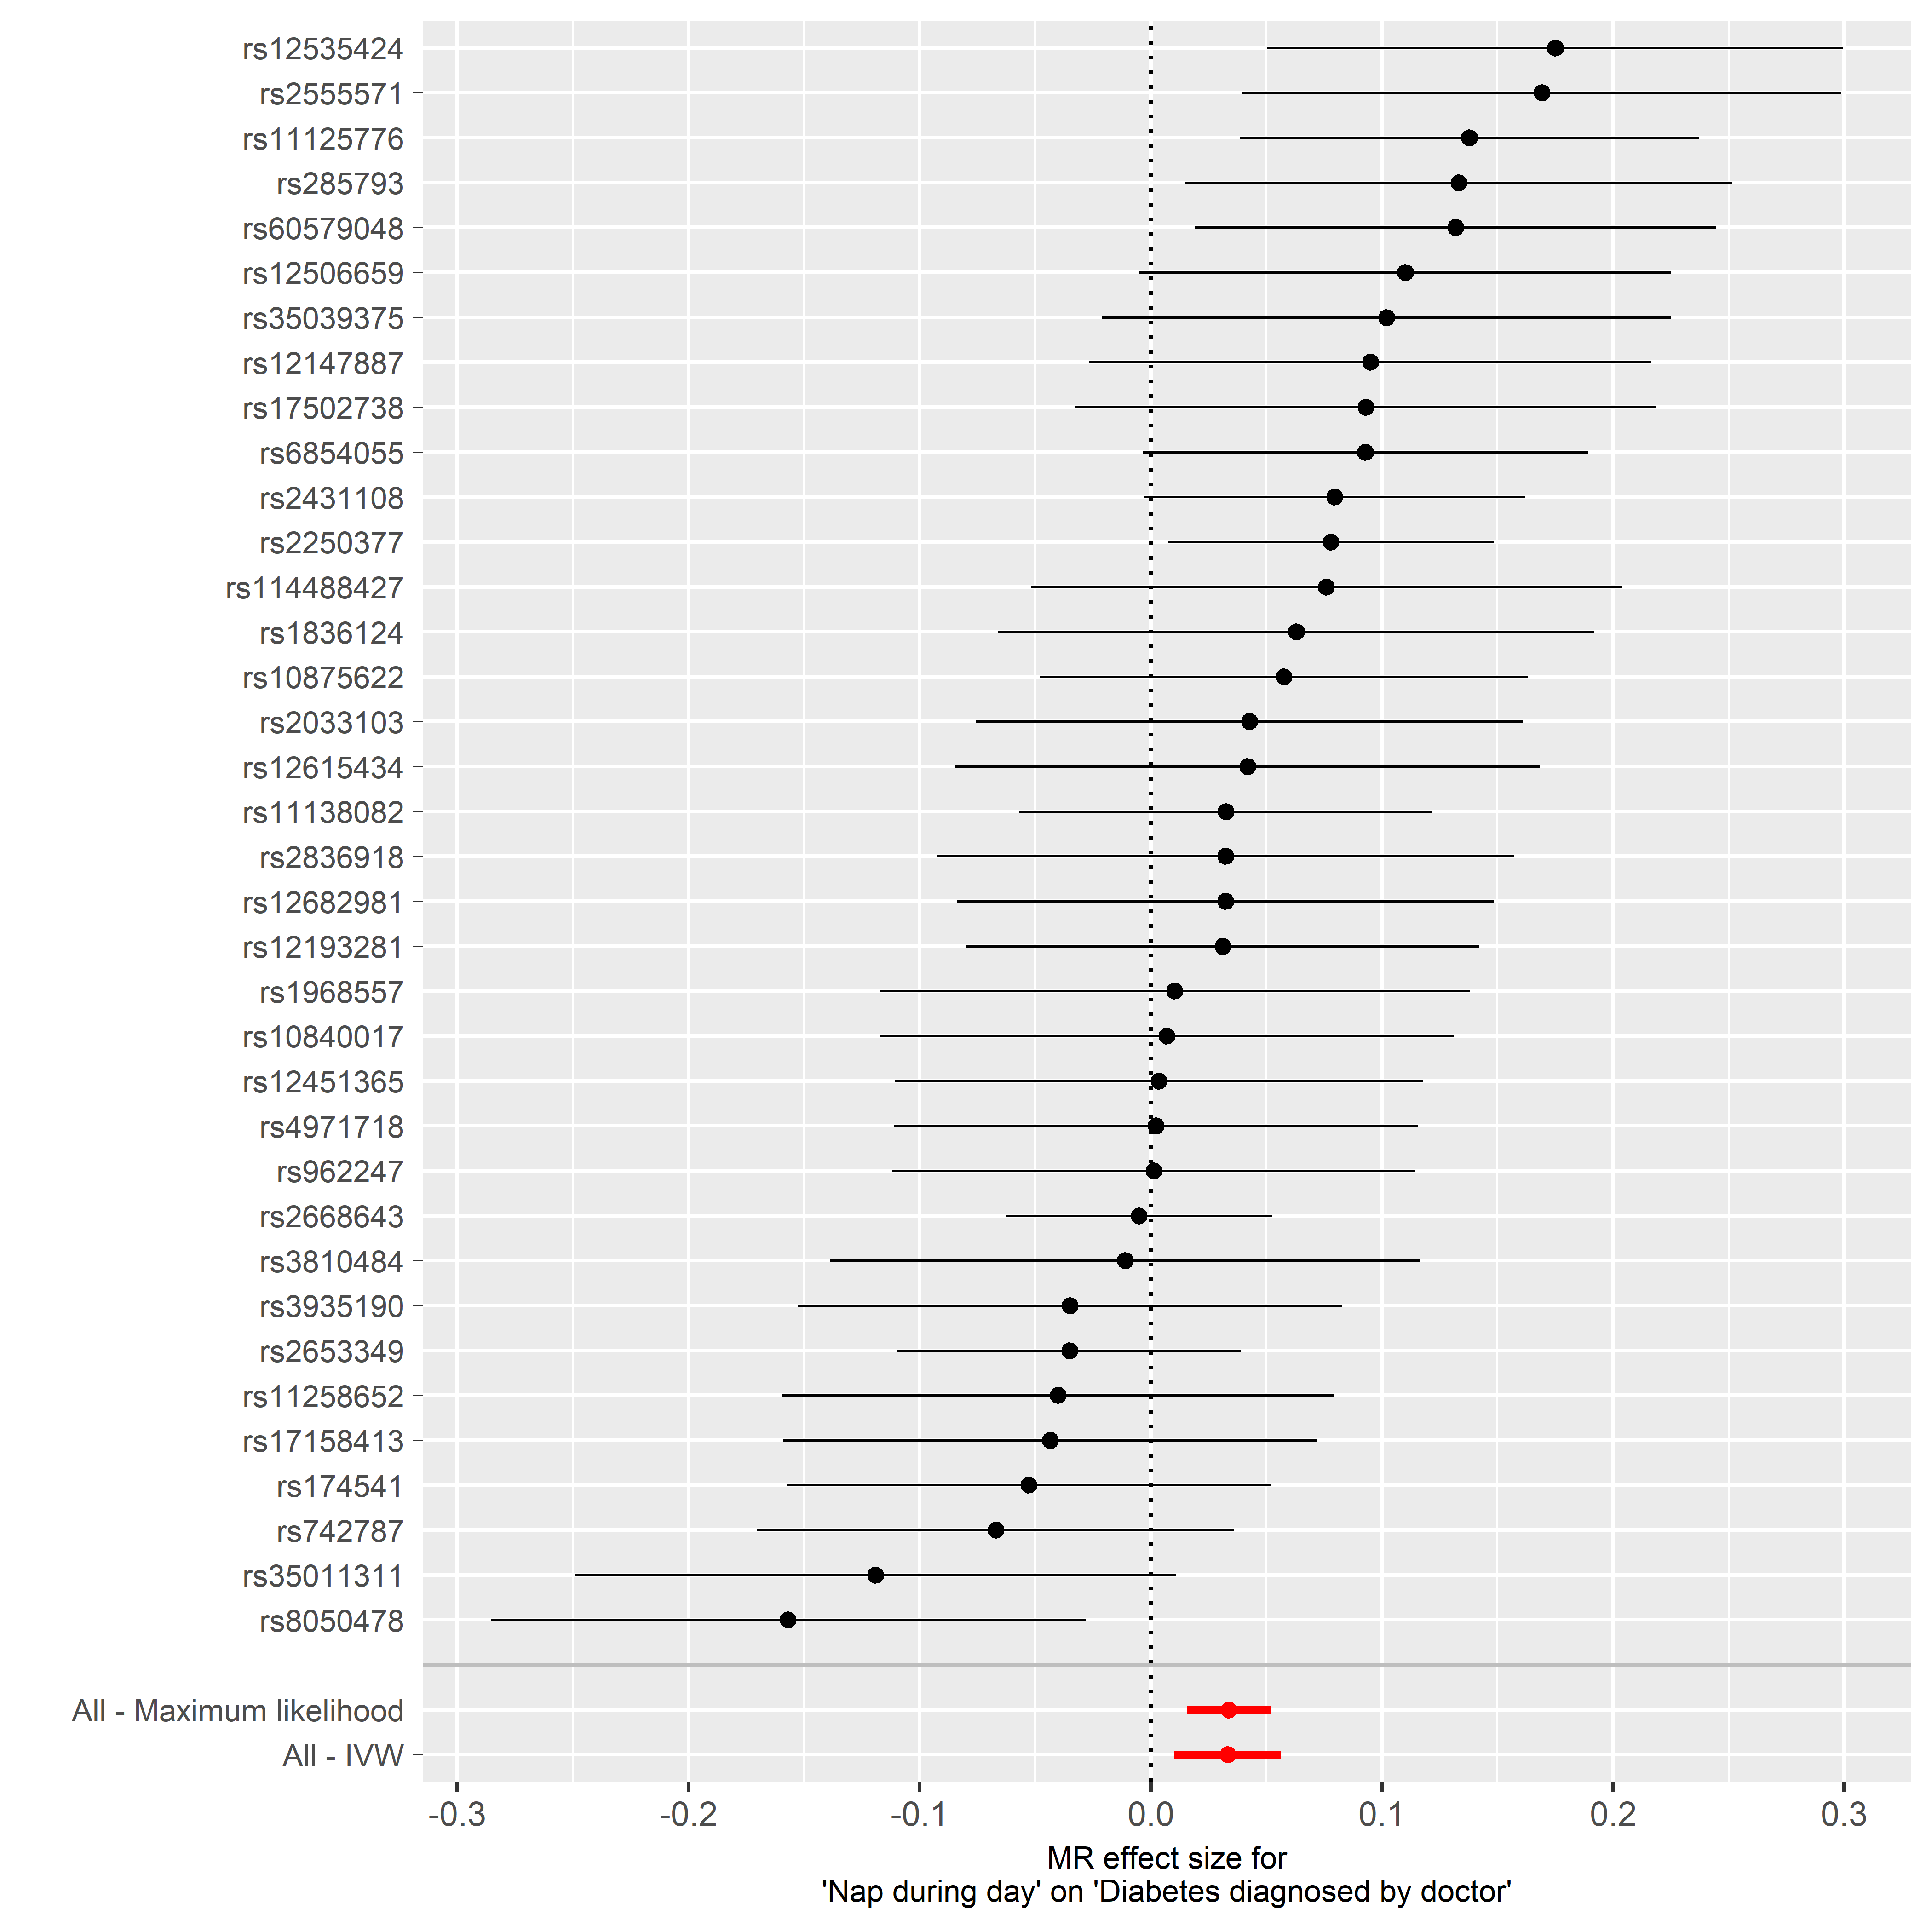 rs12535424
rs2555571
rs11125776
rs285793
rs60579048
rs12506659
rs35039375
rs12147887
rs17502738
rs6854055
rs2431108
rs2250377
rs114488427
rs1836124
rs10875622
rs2033103
rs12615434
rs11138082
rs2836918
rs12682981
rs12193281
rs1968557
rs10840017
rs12451365
rs4971718
rs962247
rs2668643
rs3810484
rs3935190
rs2653349
rs11258652
rs17158413
rs174541
rs742787
rs35011311
rs8050478
All - Maximum likelihood
All - IVW
-0.3 -0.2 -0.1 0.0 0.1 0.2 0.3
MR effect size for
'Nap during day' on 'Diabetes diagnosed by doctor'